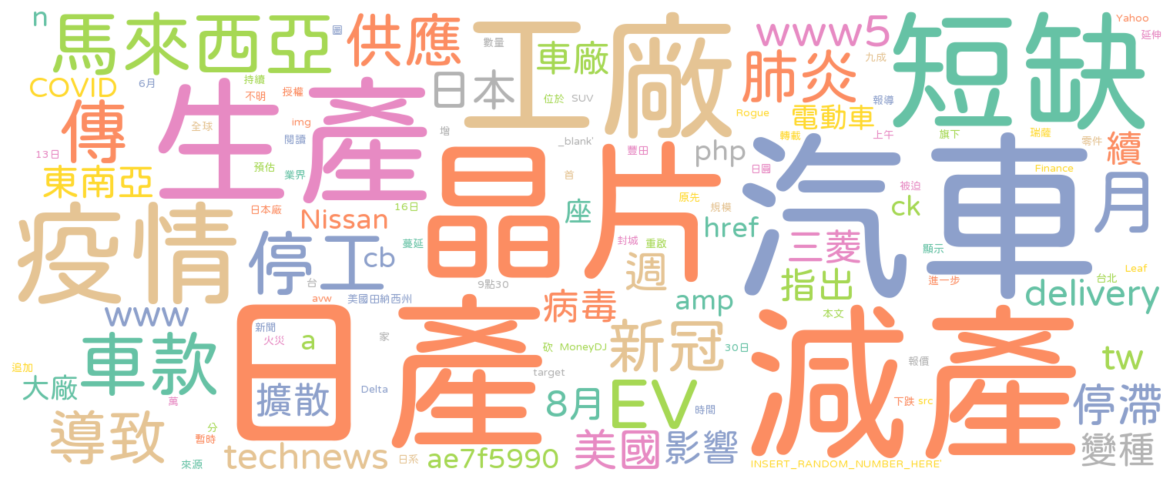 n
馬來西亞
圖
供應
數量
工廠
車廠
www5
短缺
Yahoo
延伸
COVID
6月
持續
不明
授權
日本
位於
SUV
肺炎
九成
報導
電動車
Rogue
傳
生產
全球
img
閱讀
增
_blank'
轉載
上午
旗下
瑞薩
零件
續
13日
東南亞
預估
業界
晶片
首
豐田
php
日圓
汽車
Finance
月
疫情
日本廠
Nissan
16日
蔓延
座
原先
規模
href
被迫
ck
停工
cb
封城
重啟
週
三菱
顯示
進一步
台北
Leaf
台
avw
美國田納西州
9點30
指出
delivery
www
病毒
amp
本文
日產
新聞
火災
a
家
新冠
減產
報價
tw
車款
追加
大廠
萬
擴散
Delta
砍
MoneyDJ
30日
target
8月
EV
時間
下跌
src
停滯
導致
分
暫時
來源
technews
日系
ae7f5990
美國
影響
INSERT_RANDOM_NUMBER_HERE'
變種